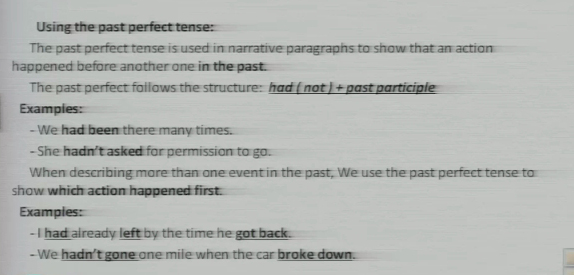 Using the past perfect tense:
The past perfect tense is used in narrative paragraphs to show that an action
happened before another one in the past.
The past perfect follows the structure: had ( not ) + past participle
Examples:
- We had been there many times.
- She hadn't asked for permission to go.
When describing more than one event in the past, We use the past perfect tense to
show which action happened first.
Examples:
- I had already left by the time he got back.
- We hadn't gone one mile when the car broke down.